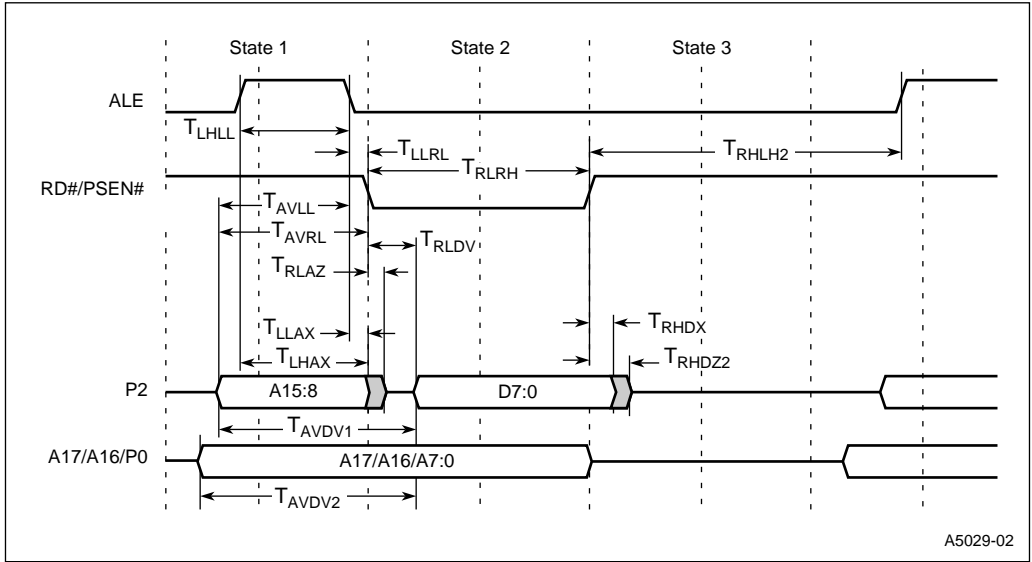 State 1 State 2 State 3
ALE
TLHLL
TLLRL
TRLRH
TRHLH2
RD#/PSEN#
TAVLL
TAVRL
TRLDV
TRLAZ
TLLAX
TRHDX
TLHAX
TRHDZ2
P2 A15:8 D7:0
TAVDV1
A17/A16/P0 A17/A16/A7:0
TAVDV2
A5029-02